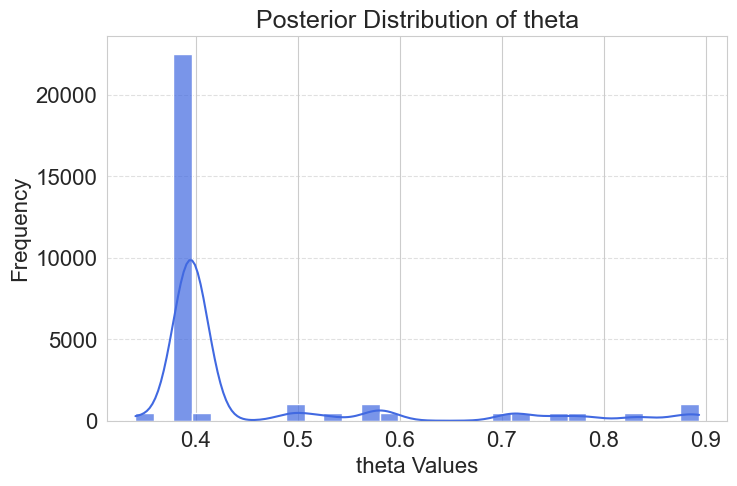 Posterior Distribution of theta
Frequency
20000
15000
10000
5000
0
0.4 0.5 0.6 0.7 0.8 0.9
theta Values